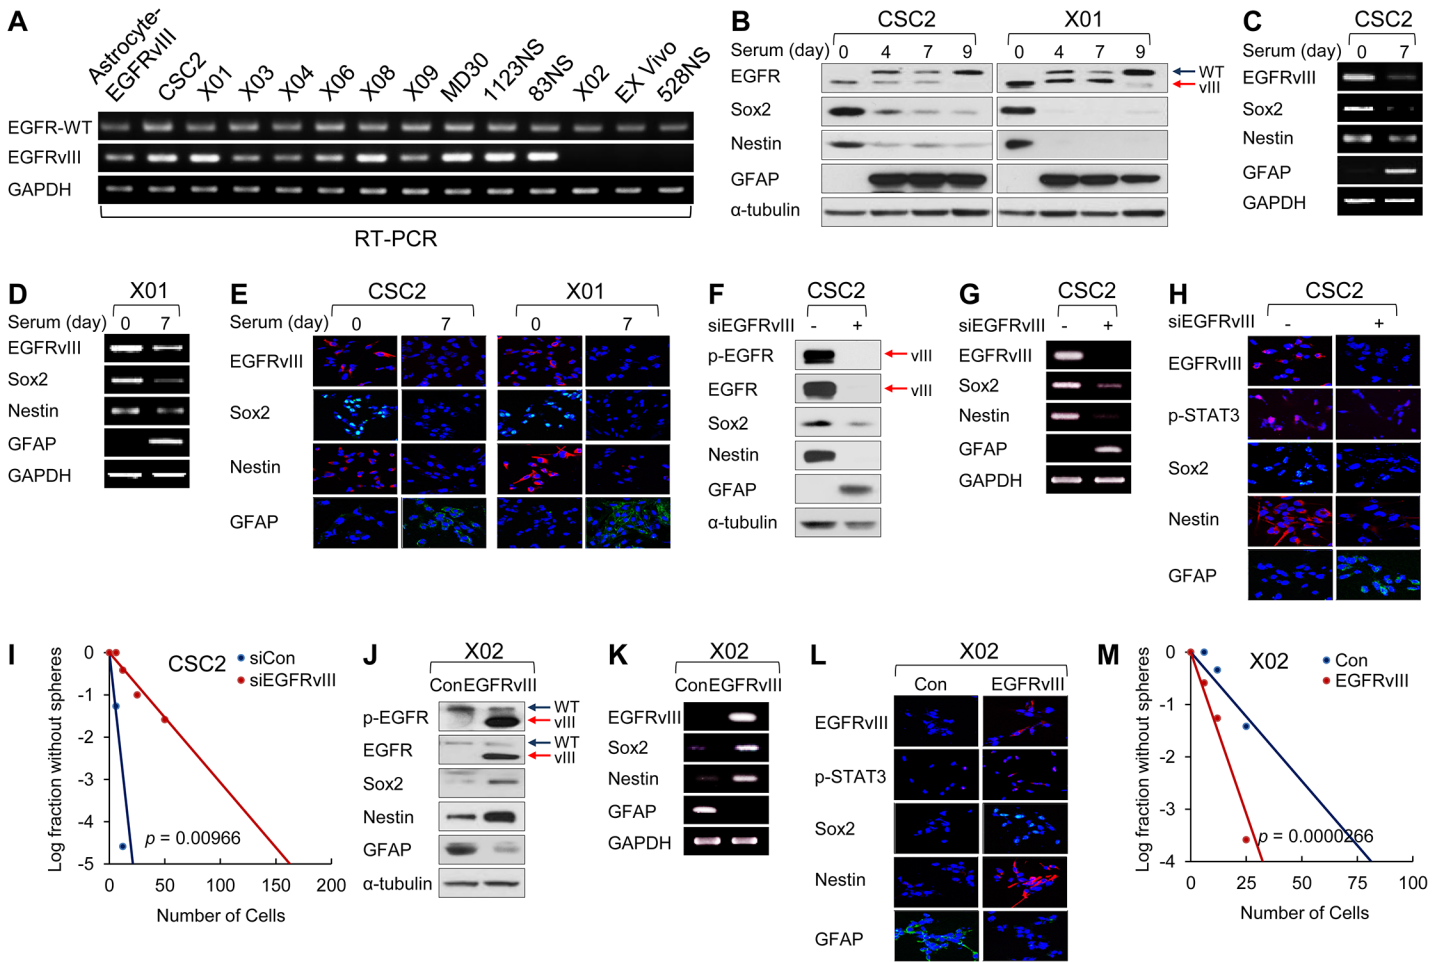 A
Astrocyte-
EGFRvIII
CSC2
X01
X03
X04
X06
X08
X09
MD30
1123NS
83NS
X02
EX Vivo
528NS
EGFR-WT
EGFRvIII
GAPDH
RT-PCR
B
CSC2 X01
Serum (day) 0 4 7 9 0 4 7 9
EGFR
WT
vIII
Sox2
Nestin
GFAP
α-tubulin
C
CSC2
Serum (day) 0 7
EGFRvIII
Sox2
Nestin
GFAP
GAPDH
D
X01
Serum (day) 0 7
EGFRvIII
Sox2
Nestin
GFAP
GAPDH
E
CSC2 X01
Serum (day) 0 7 0 7
EGFRvIII
Sox2
Nestin
GFAP
F
CSC2
siEGFRvIII - +
p-EGFR vIII
EGFR vIII
Sox2
Nestin
GFAP
α-tubulin
G
CSC2
siEGFRvIII - +
EGFRvIII
Sox2
Nestin
GFAP
GAPDH
H
CSC2
siEGFRvIII - +
EGFRvIII
p-STAT3
Sox2
Nestin
GFAP
I
Log fraction without spheres
0
-1
-2
-3
-4
-5
CSC2
siCon
siEGFRvIII
p = 0.00966
0 50 100 150 200
Number of Cells
J
X02
Con EGFRvIII
p-EGFR
WT
vIII
EGFR
WT
vIII
Sox2
Nestin
GFAP
α-tubulin
K
X02
Con EGFRvIII
EGFRvIII
Sox2
Nestin
GFAP
GAPDH
L
X02
Con EGFRvIII
EGFRvIII
p-STAT3
Sox2
Nestin
GFAP
M
Log fraction without spheres
0
-1
-2
-3
-4
X02
Con
EGFRvIII
p = 0.0000266
0 25 50 75 100
Number of Cells